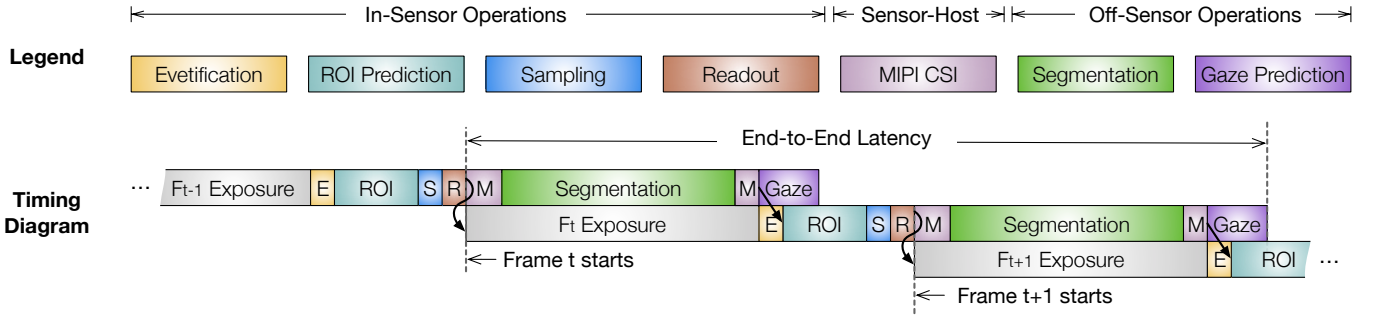 In-Sensor Operations Sensor-Host Off-Sensor Operations
Legend
Evetification ROI Prediction Sampling Readout MIPI CSI Segmentation Gaze Prediction
End-to-End Latency
... Ft-1 Exposure E ROI S R M Segmentation M Gaze
Timing
Diagram
Ft Exposure E ROI S R M Segmentation M Gaze
Frame t starts
Ft+1 Exposure E ROI ...
Frame t+1 starts